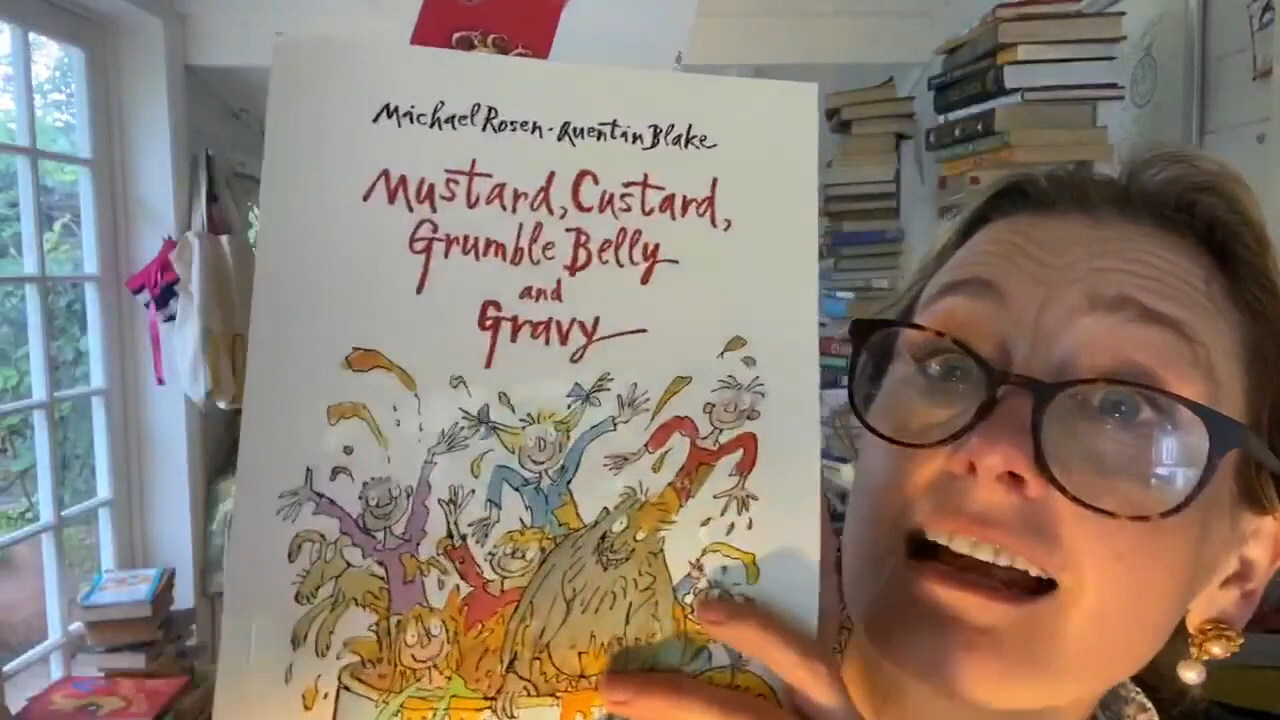 Michael Rosen · Quentin Blake
Mustard, Custard,
Grumble Belly
and
Gravy